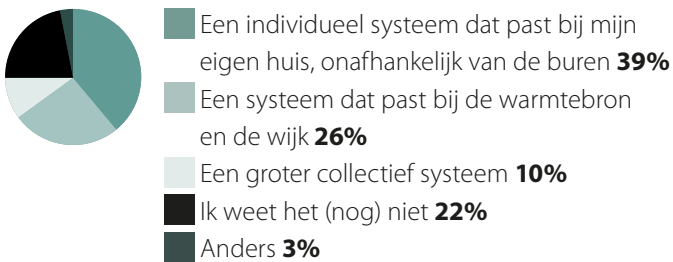 Een individueel systeem dat past bij mijn
eigen huis, onafhankelijk van de buren 39%
Een systeem dat past bij de warmtebron
en de wijk 26%
Een groter collectief systeem 10%
Ik weet het (nog) niet 22%
Anders 3%